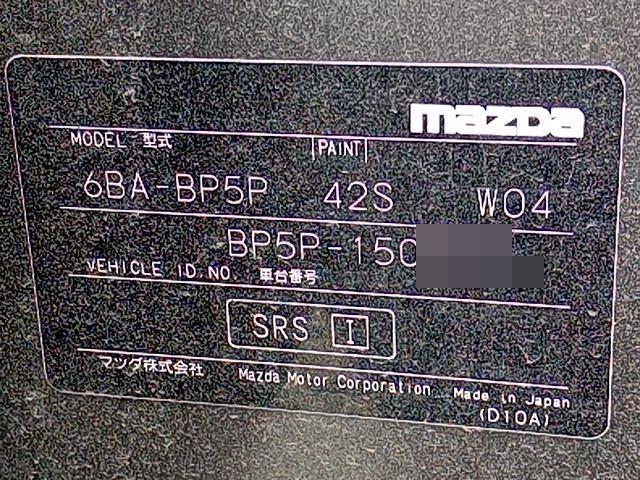 mazda
MODEL 型式 PAINT
6BA-BP5P 42S W04
BP5P-150
VEHICLE ID.NO. 車台番号
SRS I
マツダ株式会社 Mazda Motor Corporation Made in Japan
(D10A)